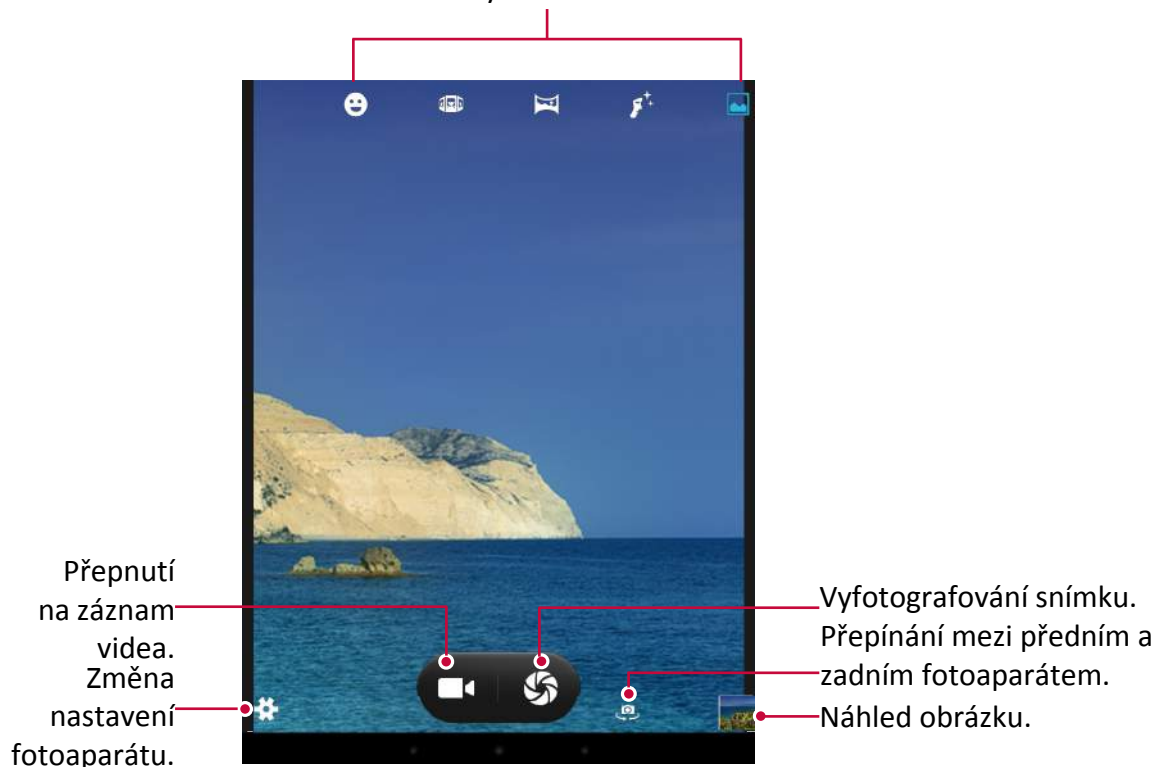 Přepnutí
na záznam
videa.
Změna
nastavení
fotoaparátu.
Vyfotografování snímku.
Přepínání mezi předním a
zadním fotoaparátem.
Náhled obrázku.